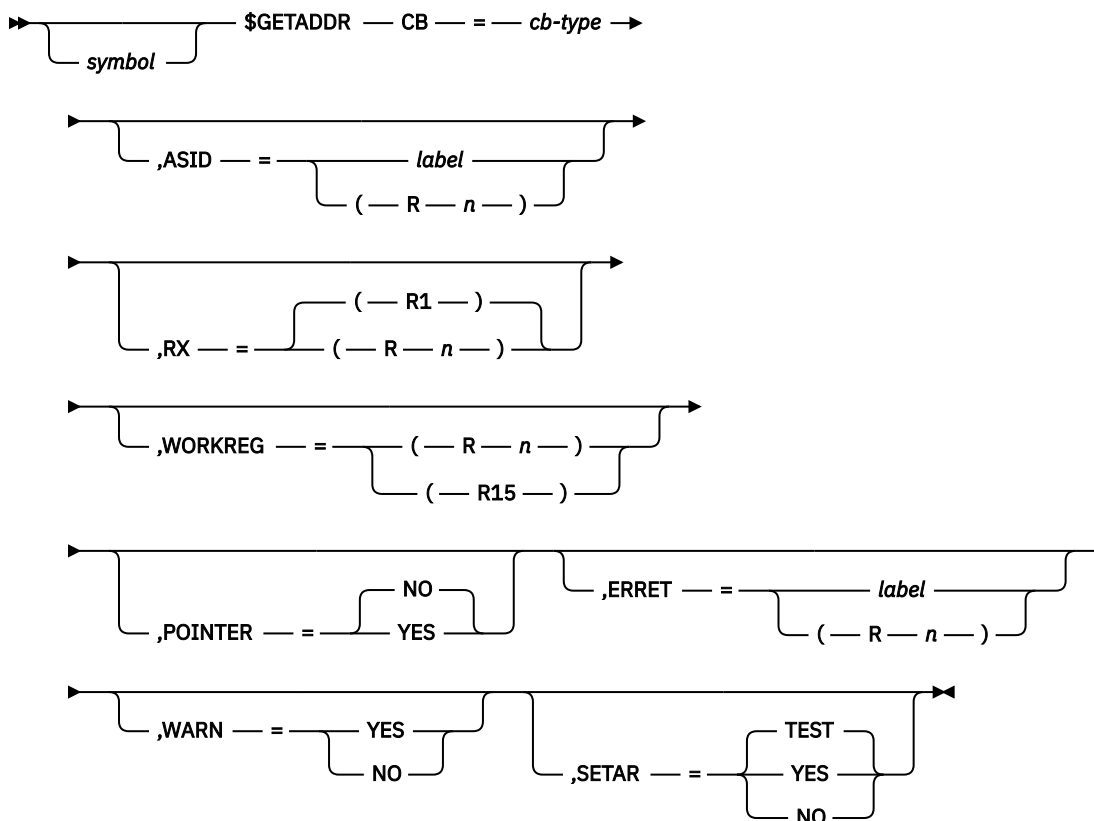 $GETADDR CB = cb-type
symbol
,ASID = label
( R n )
( R1 )
,RX = ( R n )
,WORKREG = ( R n )
( R15 )
NO
,POINTER = YES
,ERRET = label
( R n )
,WARN = YES
NO
TEST
,SETAR = YES
NO